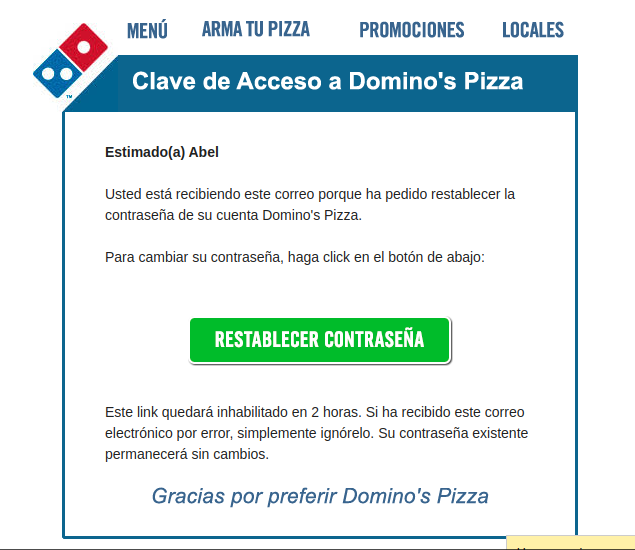 MENÚ ARMA TU PIZZA PROMOCIONES LOCALES
Clave de Acceso a Domino's Pizza
TM
Estimado(a) Abel
Usted está recibiendo este correo porque ha pedido restablecer la
contraseña de su cuenta Domino's Pizza.
Para cambiar su contraseña, haga click en el botón de abajo:
RESTABLECER CONTRASEÑA
Este link quedará inhabilitado en 2 horas. Si ha recibido este correo
electrónico por error, simplemente ignórelo. Su contraseña existente
permanecerá sin cambios.
Gracias por preferir Domino's Pizza